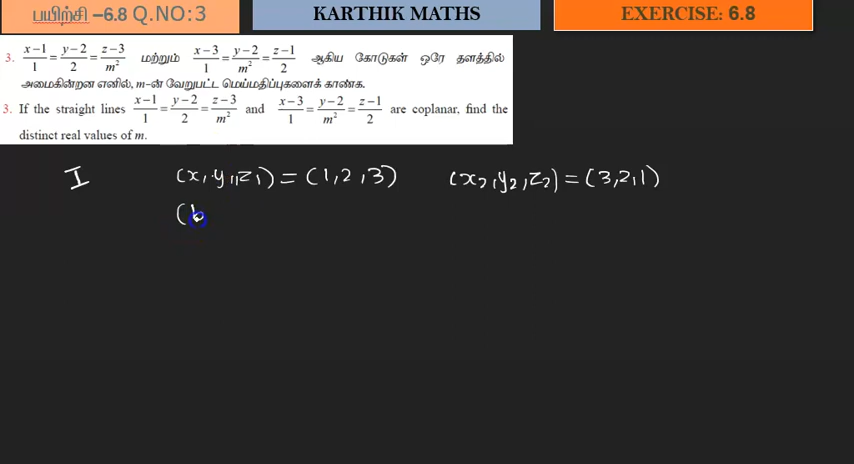 பயிற்சி –6.8 Q.NO:3
KARTHIK MATHS
EXERCISE: 6.8
3. x−1/1 = y−2/2 = z−3/m² மற்றும் x−3/1 = y−2/m² = z−1/2 ஆகிய கோடுகள் ஒரே தளத்தில்
அமைகின்றன எனில், m-ன் வேறுபட்ட மெய்மதிப்புகளைக் காண்க.
3. If the straight lines x−1/1 = y−2/2 = z−3/m² and x−3/1 = y−2/m² = z−1/2 are coplanar, find the
distinct real values of m.
I (x₁,y₁,z₁) = (1,2,3) (x₂,y₂,z₂) = (3,2,1)
(b